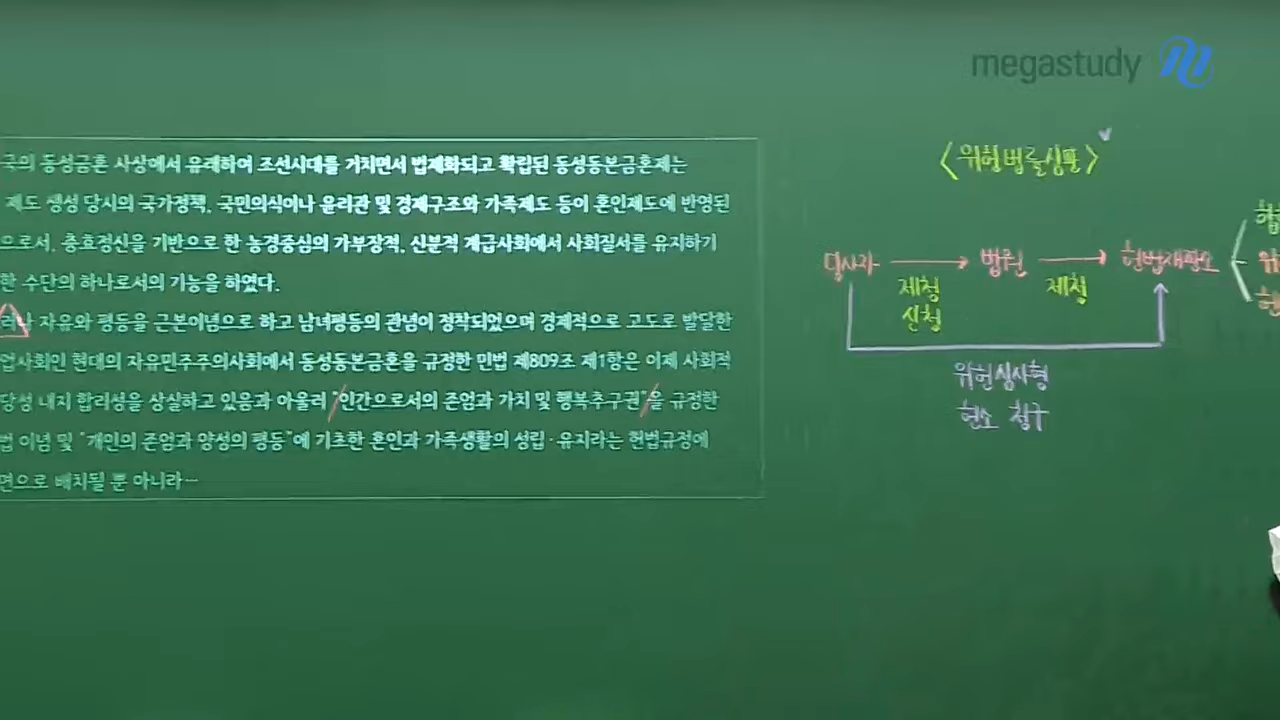 megastudy
국의 동성금혼 사상에서 유래하여 조선시대를 거치면서 법제화되고 확립된 동성동본금혼제는
제도 생성 당시의 국가정책, 국민의식이나 윤리관 및 경제구조와 가족제도 등이 혼인제도에 반영된
으로서, 충효정신을 기반으로 한 농경중심의 가부장적, 신분적 계급사회에서 사회질서를 유지하기
한 수단의 하나로서의 기능을 하였다.
러나 자유와 평등을 근본이념으로 하고 남녀평등의 관념이 정착되었으며 경제적으로 고도로 발달한
업사회인 현대의 자유민주주의사회에서 동성동본금혼을 규정한 민법 제809조 제1항은 이제 사회적
당성 내지 합리성을 상실하고 있음과 아울러 "인간으로서의 존엄과 가치 및 행복추구권"을 규정한
법 이념 및 "개인의 존엄과 양성의 평등"에 기초한 혼인과 가족생활의 성립·유지라는 헌법규정에
면으로 배치될 뿐 아니라…
<위헌법률심판>
당사자 → 법원 → 헌법재판소
제청 제청
신청
위헌심사형
헌소 청구
합
위
헌